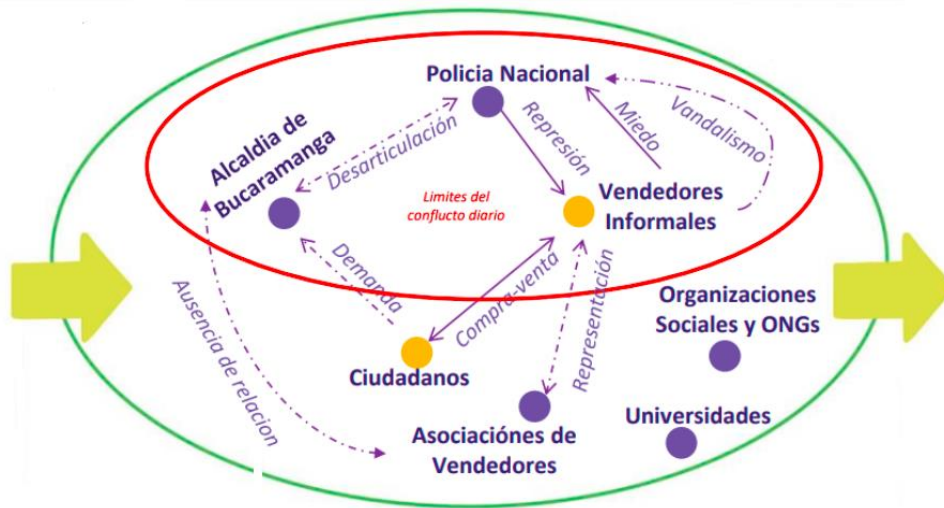 Policia Nacional
Alcaldia de
Bucaramanga
Desarticulación
Represión
Miedo
Vandalismo
Limites del
conflucto diario
Vendedores
Informales
Demanda
Compra-venta
Representación
Ausencia de relacion
Organizaciones
Sociales y ONGs
Ciudadanos
Asociaciónes de
Vendedores
Universidades